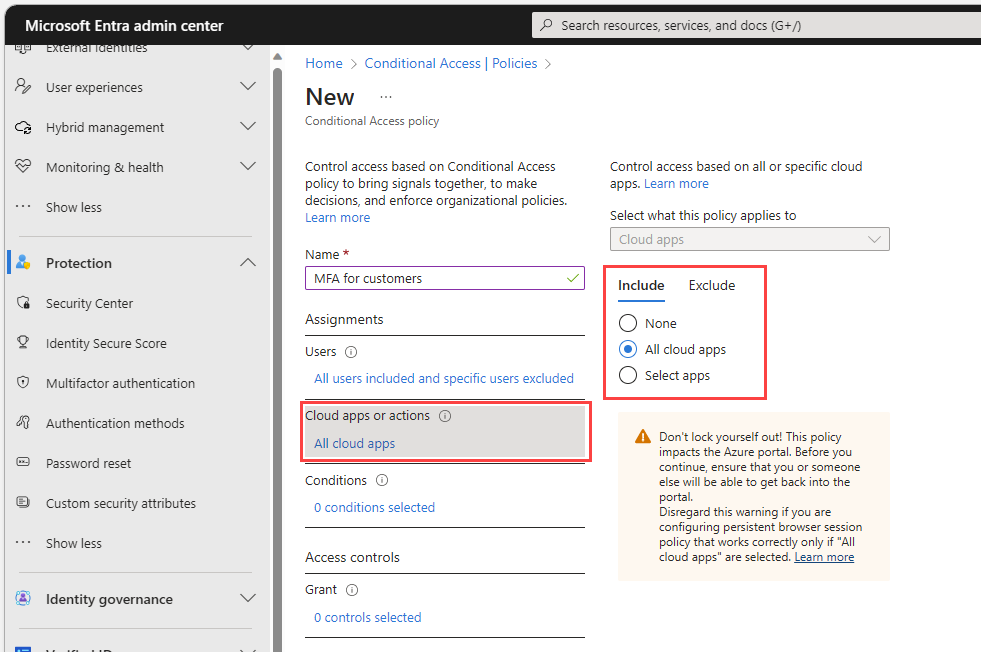 Microsoft Entra admin center
Search resources, services, and docs (G+/)
External Identities
User experiences
Hybrid management
Monitoring & health
Show less
Protection
Security Center
Identity Secure Score
Multifactor authentication
Authentication methods
Password reset
Custom security attributes
Show less
Identity governance
Verified ID
Home > Conditional Access | Policies >
New ...
Conditional Access policy
Control access based on Conditional Access
policy to bring signals together, to make
decisions, and enforce organizational policies.
Learn more
Name *
MFA for customers
Assignments
Users
All users included and specific users excluded
Cloud apps or actions
All cloud apps
Conditions
0 conditions selected
Access controls
Grant
0 controls selected
Control access based on all or specific cloud
apps. Learn more
Select what this policy applies to
Cloud apps
Include Exclude
None
All cloud apps
Select apps
Don't lock yourself out! This policy
impacts the Azure portal. Before you
continue, ensure that you or someone
else will be able to get back into the
portal.
Disregard this warning if you are
configuring persistent browser session
policy that works correctly only if "All
cloud apps" are selected. Learn more